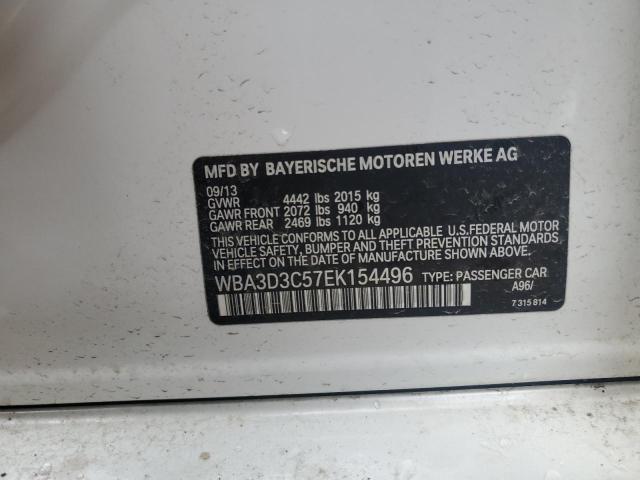 MFD BY BAYERISCHE MOTOREN WERKE AG
09/13
GVWR 4442 lbs 2015 kg
GAWR FRONT 2072 lbs 940 kg
GAWR REAR 2469 lbs 1120 kg
THIS VEHICLE CONFORMS TO ALL APPLICABLE U.S.FEDERAL MOTOR
VEHICLE SAFETY, BUMPER, AND THEFT PREVENTION STANDARDS
IN EFFECT ON THE DATE OF MANUFACTURE SHOWN ABOVE.
WBA3D3C57EK154496 TYPE: PASSENGER CAR
A96/
7 315 814